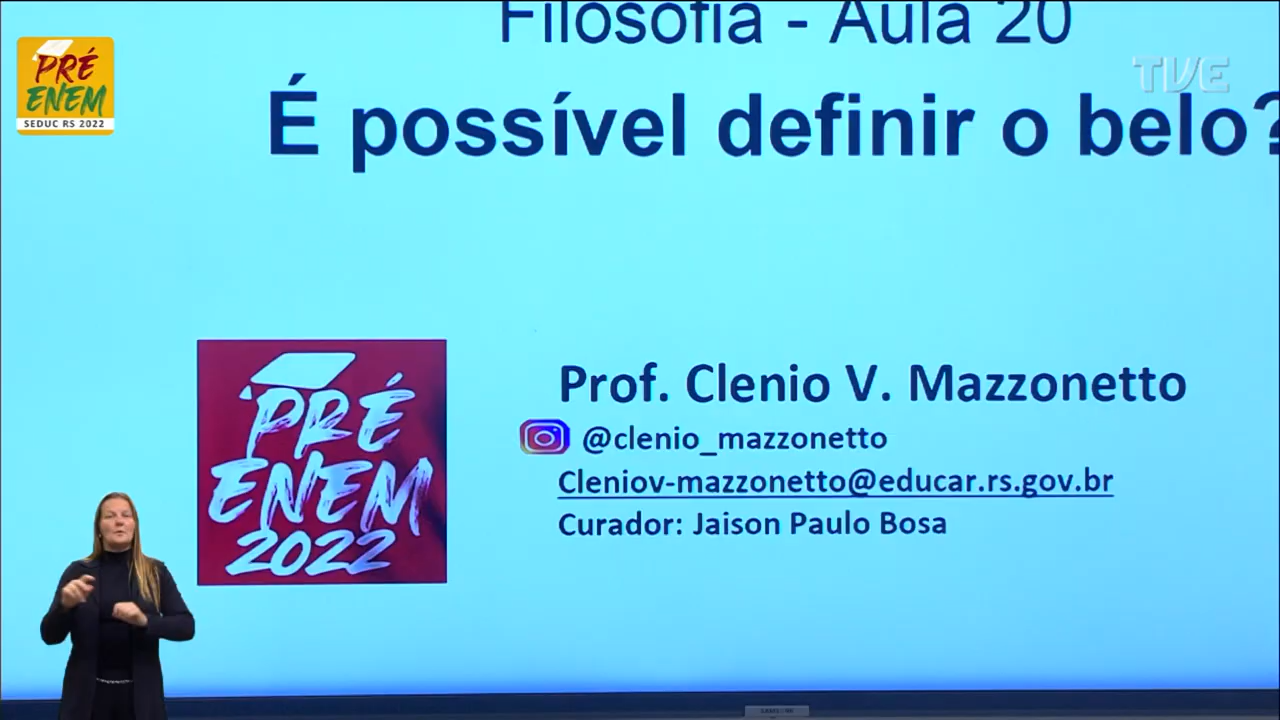 Filosofia - Aula 20
TVE
PRÉ
ENEM
SEDUC RS 2022
É possível definir o belo?
PRÉ
ENEM
2022
Prof. Clenio V. Mazzonetto
@clenio_mazzonetto
Cleniov-mazzonetto@educar.rs.gov.br
Curador: Jaison Paulo Bosa